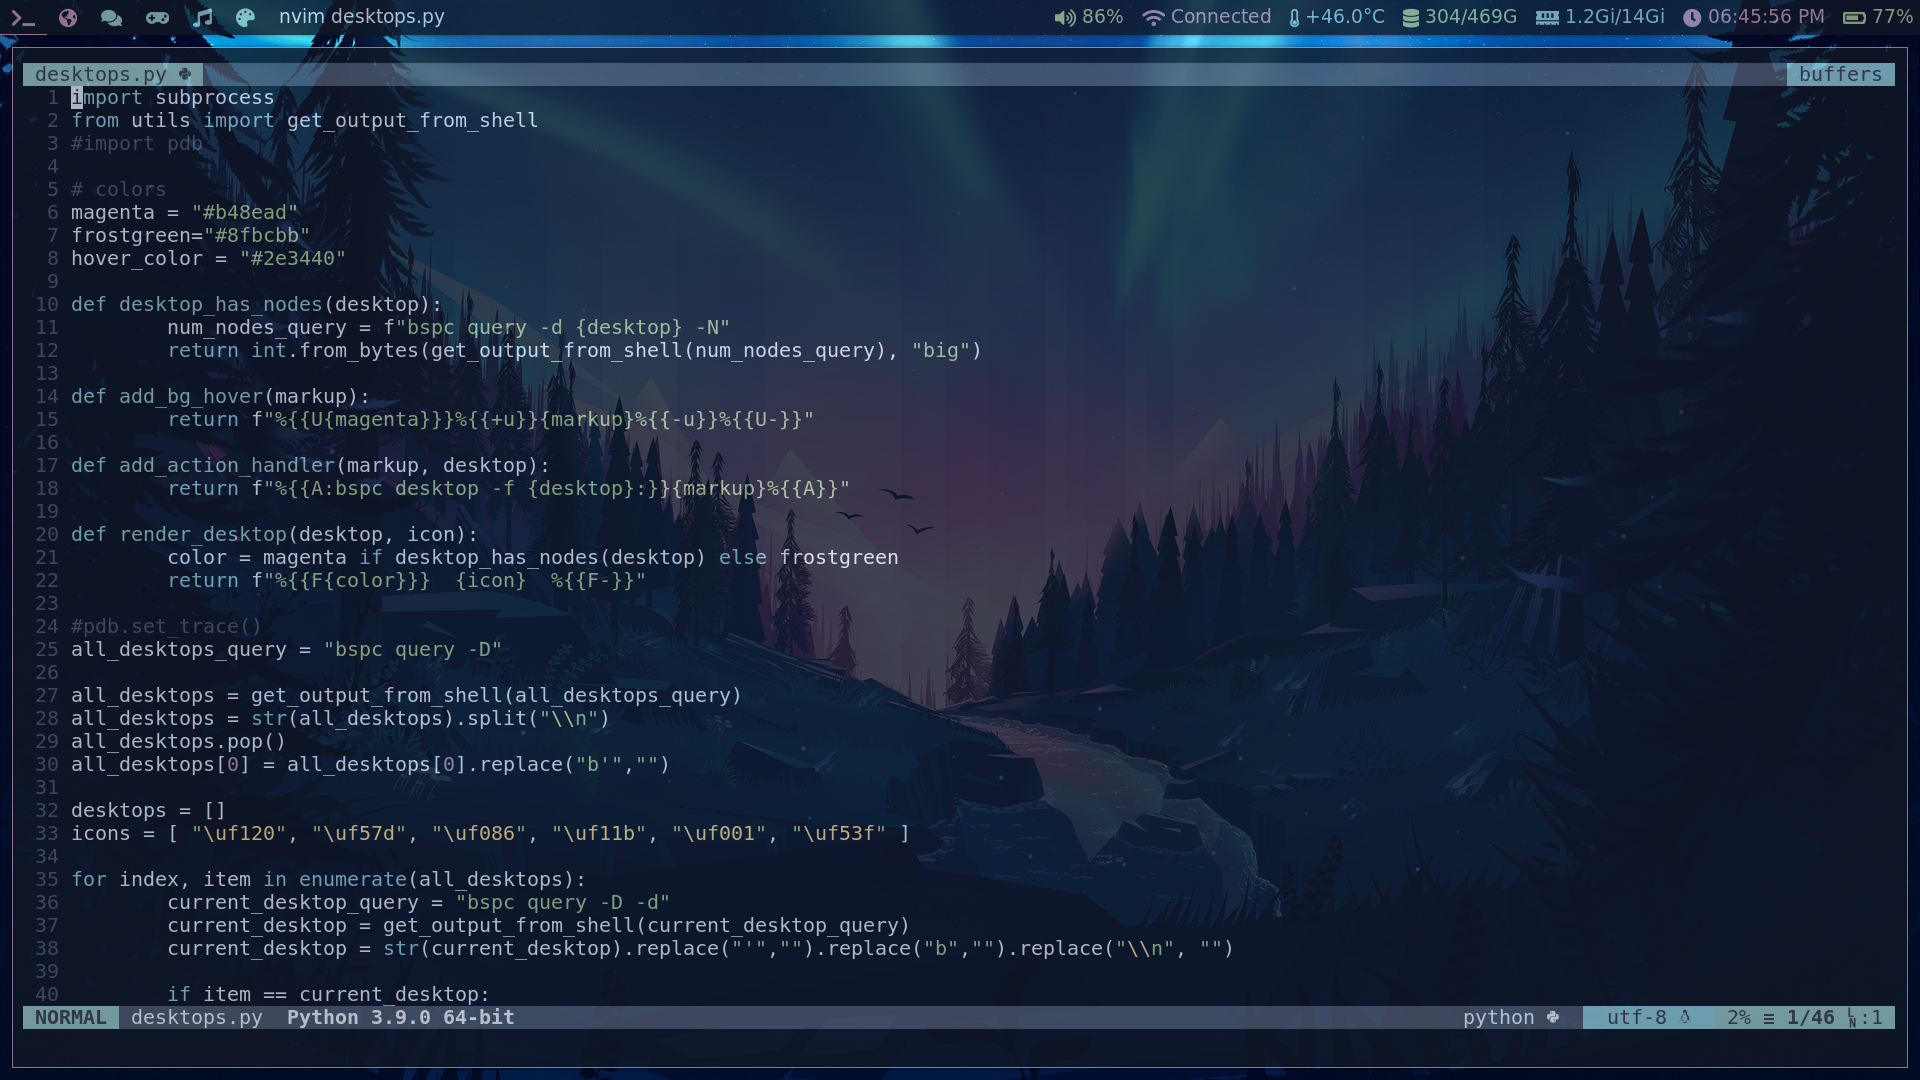 nvim desktops.py 86% Connected +46.0°C 304/469G 1.2Gi/14Gi 06:45:56 PM 77%
desktops.py buffers
1 import subprocess
2 from utils import get_output_from_shell
3 #import pdb
4
5 # colors
6 magenta = "#b48ead"
7 frostgreen="#8fbcbb"
8 hover_color = "#2e3440"
9
10 def desktop_has_nodes(desktop):
11         num_nodes_query = f"bspc query -d {desktop} -N"
12         return int.from_bytes(get_output_from_shell(num_nodes_query), "big")
13
14 def add_bg_hover(markup):
15         return f"%{{U{magenta}}}%{{+u}}{markup}%{{-u}}%{{U-}}"
16
17 def add_action_handler(markup, desktop):
18         return f"%{{A:bspc desktop -f {desktop}:}}{markup}%{{A}}"
19
20 def render_desktop(desktop, icon):
21         color = magenta if desktop_has_nodes(desktop) else frostgreen
22         return f"%{{F{color}}}  {icon}  %{{F-}}"
23
24 #pdb.set_trace()
25 all_desktops_query = "bspc query -D"
26
27 all_desktops = get_output_from_shell(all_desktops_query)
28 all_desktops = str(all_desktops).split("\\n")
29 all_desktops.pop()
30 all_desktops[0] = all_desktops[0].replace("b'","")
31
32 desktops = []
33 icons = [ "\uf120", "\uf57d", "\uf086", "\uf11b", "\uf001", "\uf53f" ]
34
35 for index, item in enumerate(all_desktops):
36         current_desktop_query = "bspc query -D -d"
37         current_desktop = get_output_from_shell(current_desktop_query)
38         current_desktop = str(current_desktop).replace("'","").replace("b","").replace("\\n", "")
39
40         if item == current_desktop:
NORMAL desktops.py Python 3.9.0 64-bit python utf-8 2% ≡ 1/46 LN:1